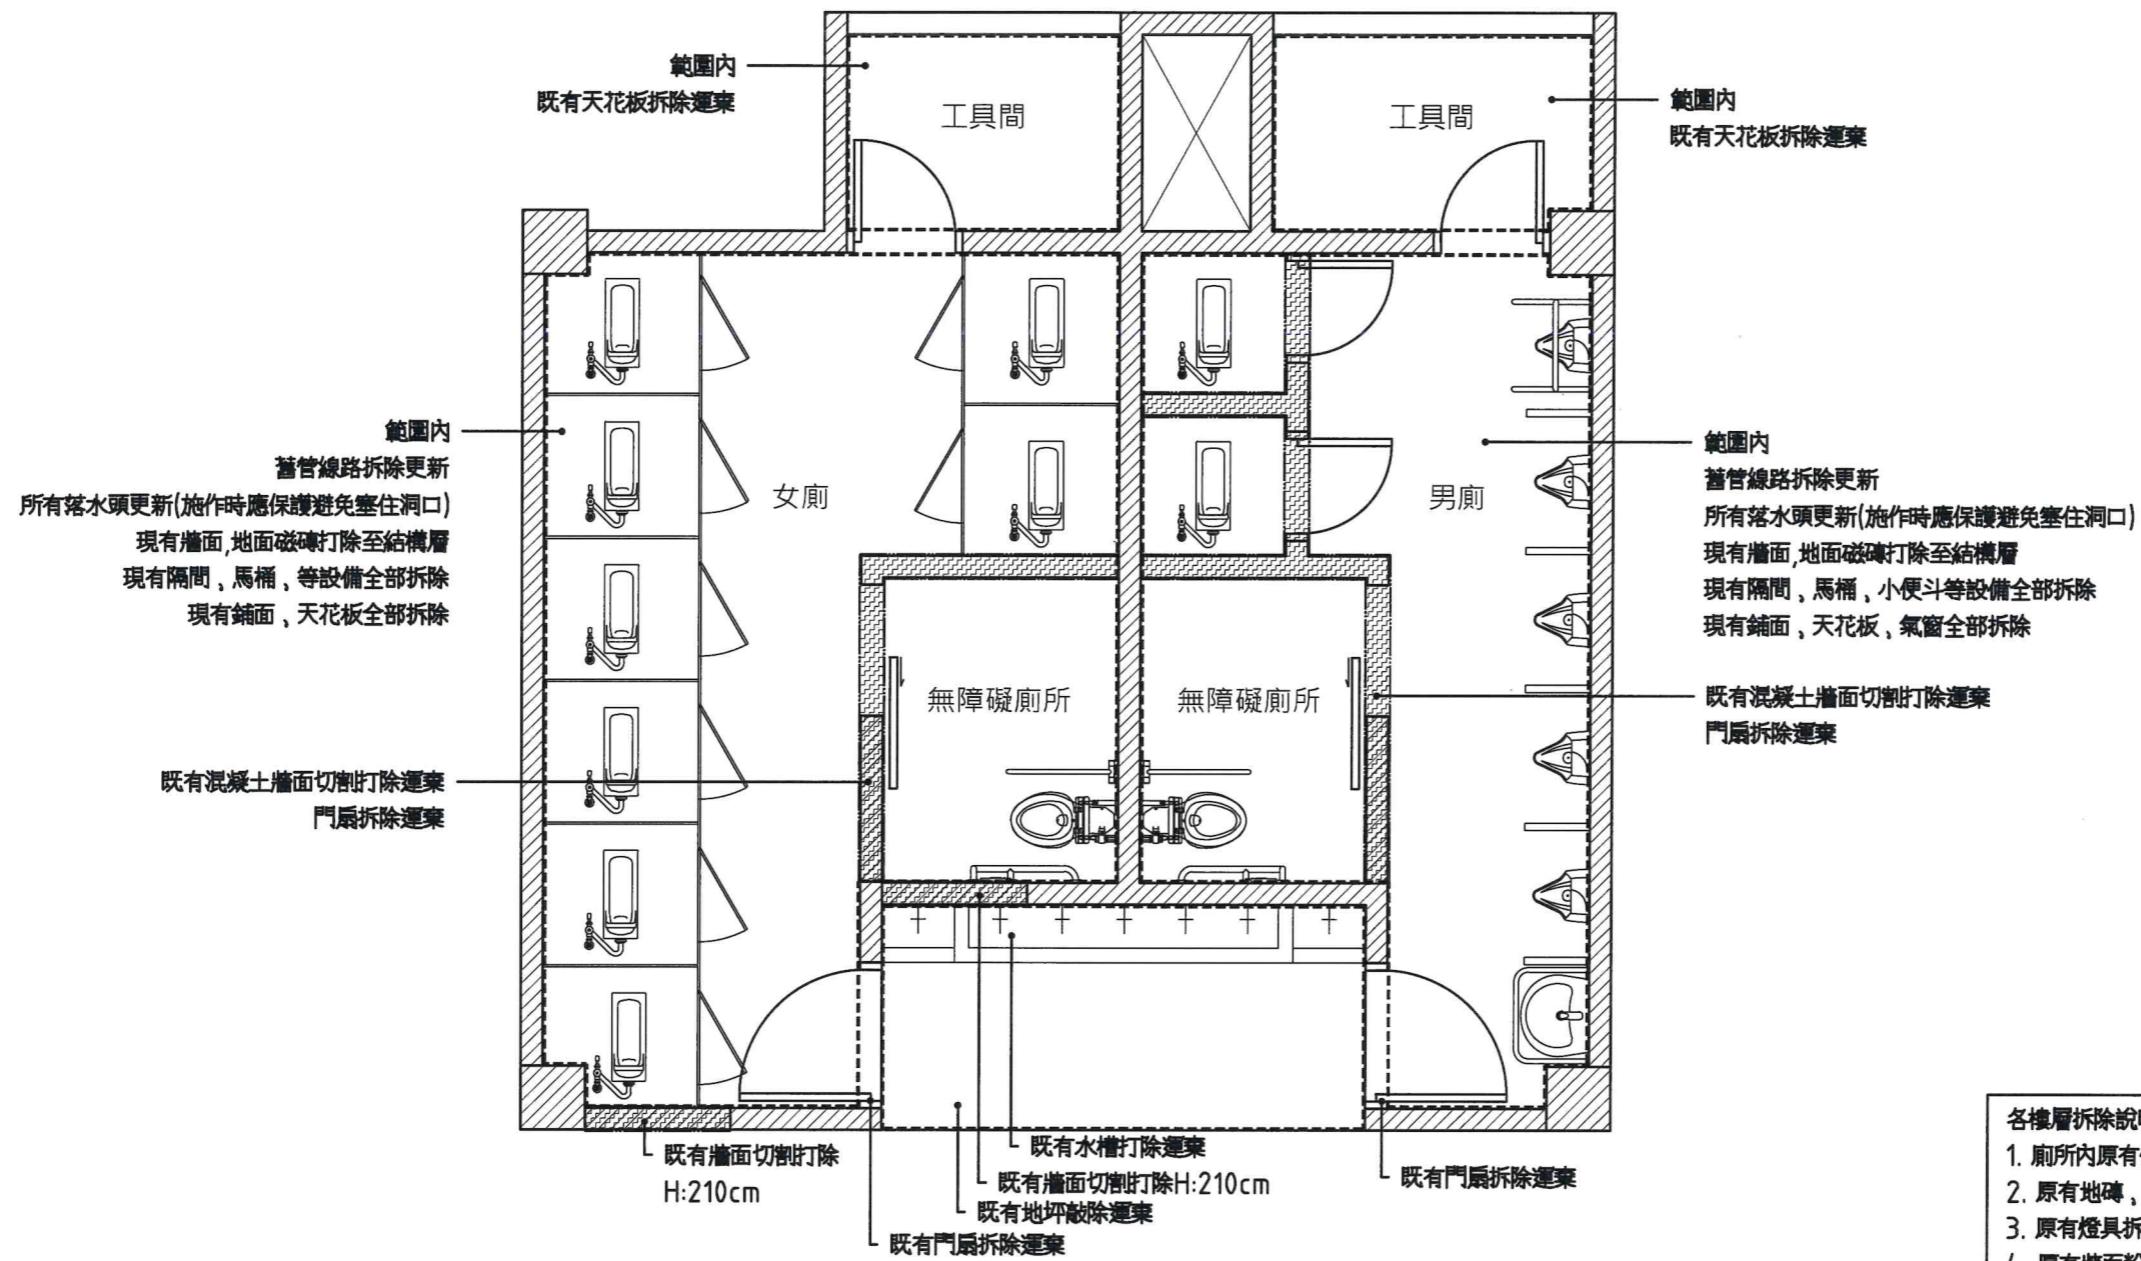 範圍內
既有天花板拆除運棄
工具間
工具間
範圍內
既有天花板拆除運棄
範圍內
舊管線路拆除更新
所有落水頭更新(施作時應保護避免塞住洞口)
現有牆面,地面磁磚打除至結構層
現有隔間、馬桶、等設備全部拆除
現有鋪面、天花板全部拆除
女廁
男廁
範圍內
舊管線路拆除更新
所有落水頭更新(施作時應保護避免塞住洞口)
現有牆面,地面磁磚打除至結構層
現有隔間、馬桶、小便斗等設備全部拆除
現有鋪面、天花板、氣窗全部拆除
無障礙廁所
無障礙廁所
既有混凝土牆面切割打除運棄
門扇拆除運棄
既有混凝土牆面切割打除運棄
門扇拆除運棄
既有牆面切割打除
H:210cm
既有水槽打除運棄
既有牆面切割打除H:210cm
既有地坪敲除運棄
既有門扇拆除運棄
既有門扇拆除運棄
各樓層拆除說
1. 廁所內原有
2. 原有地磚、
3. 原有燈具拆